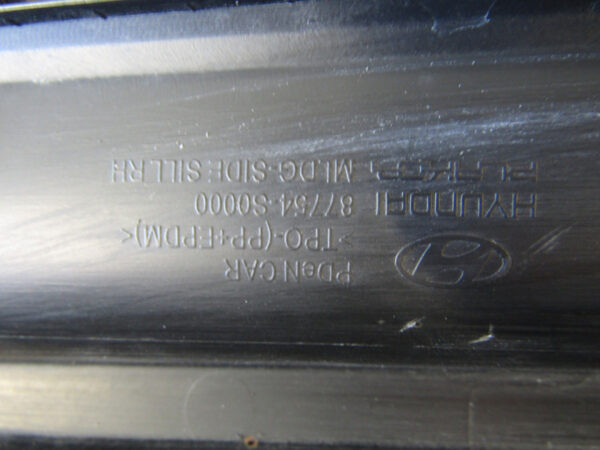 PDeN CAR
>TPO-(PP+EPDM)<
HYUNDAI 87754-S0000
MLDG-SIDE SILL RH